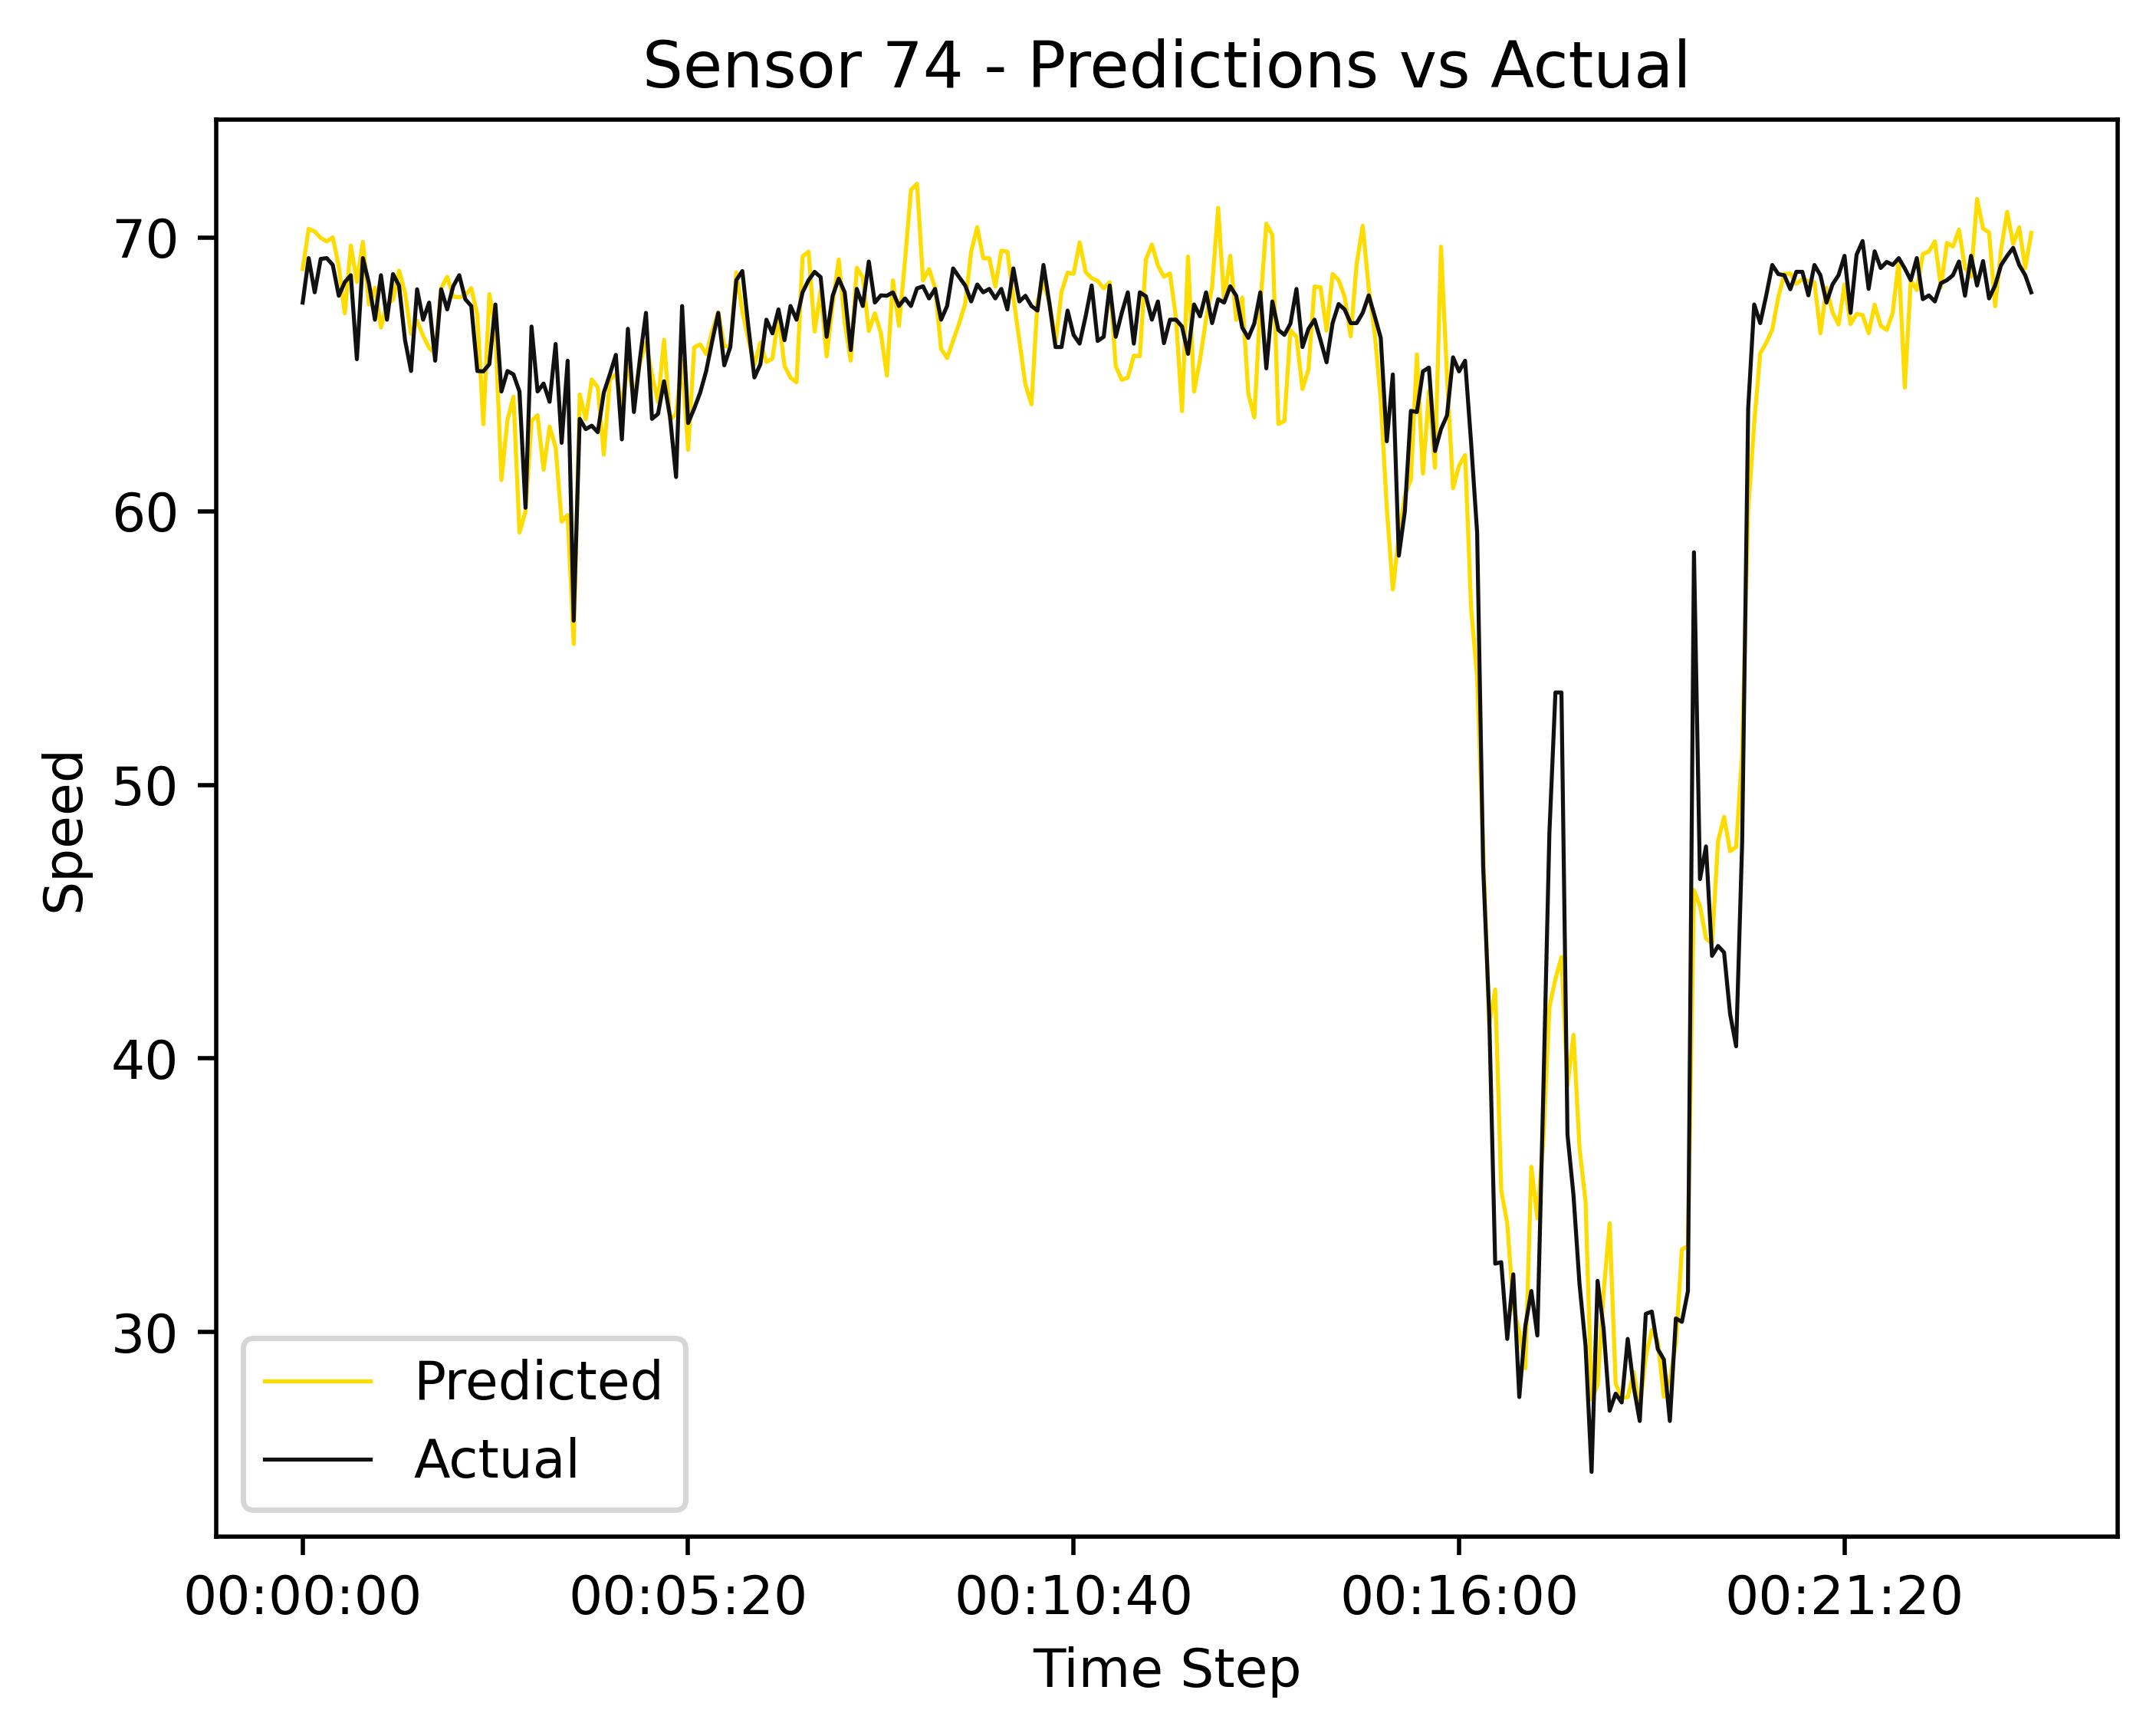 Sensor 74 - Predictions vs Actual
70
60
50
40
30
Speed
Predicted
Actual
00:00:00 00:05:20 00:10:40 00:16:00 00:21:20
Time Step